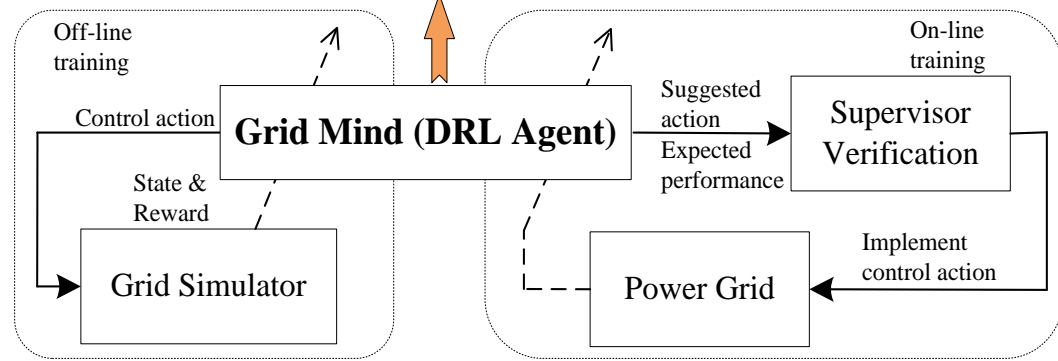 Off-line
training
On-line
training
Control action
Grid Mind (DRL Agent)
Suggested
action
Expected
performance
Supervisor
Verification
State &
Reward
Grid Simulator
Power Grid
Implement
control action